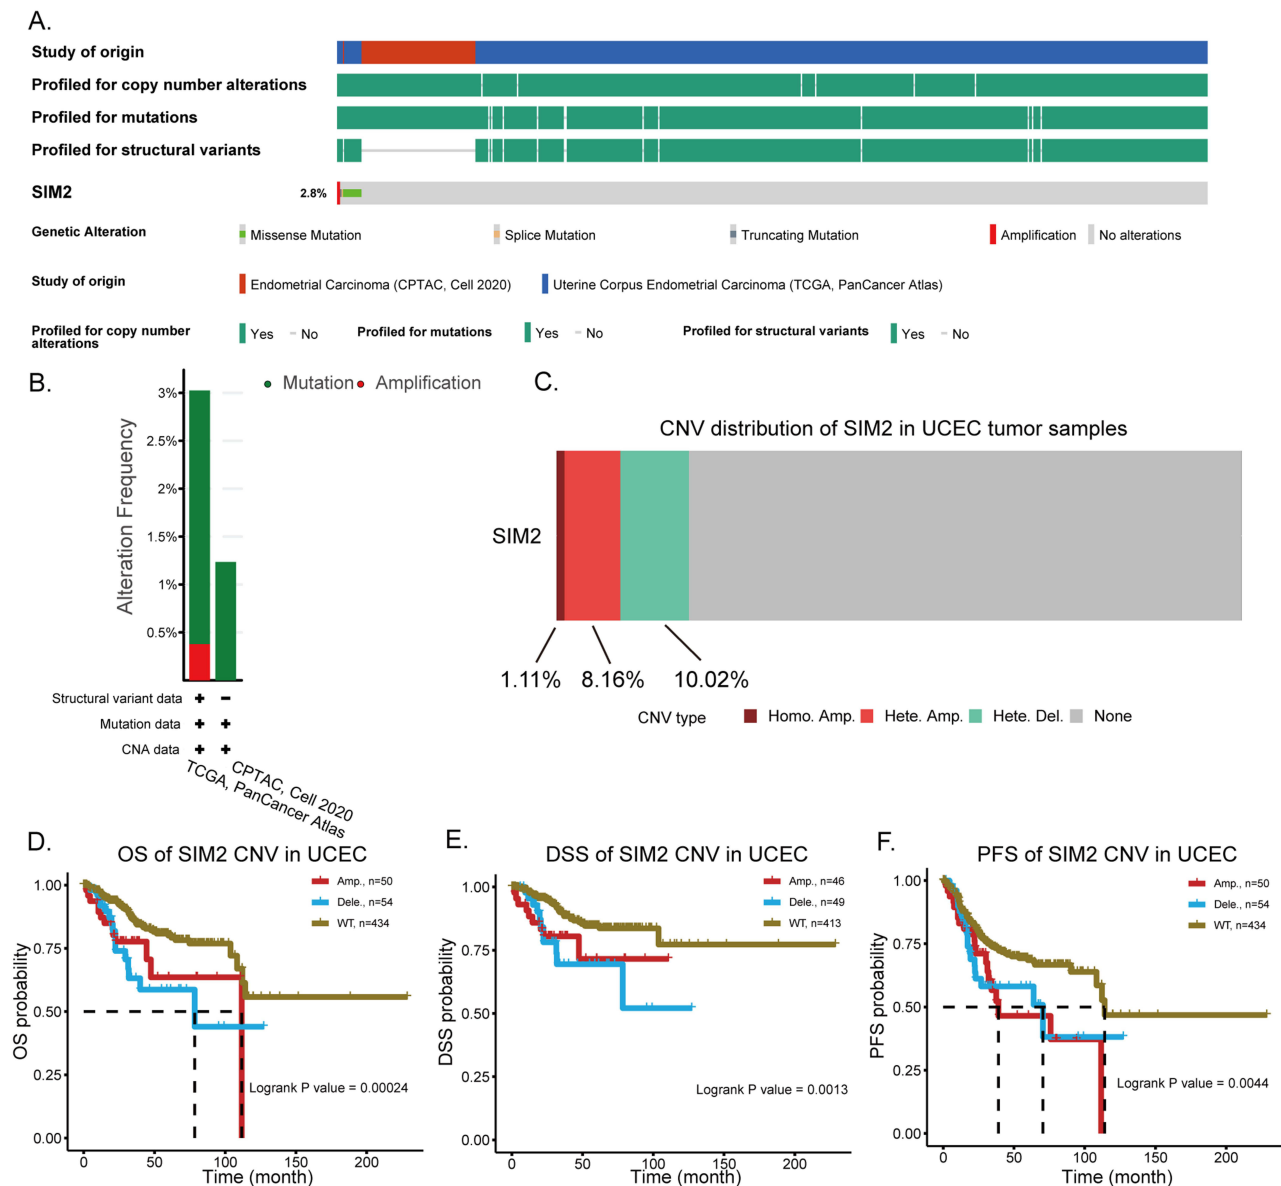 A.
Study of origin
Profiled for copy number alterations
Profiled for mutations
Profiled for structural variants
SIM2 2.8%
Genetic Alteration Missense Mutation Splice Mutation Truncating Mutation Amplification No alterations
Study of origin Endometrial Carcinoma (CPTAC, Cell 2020) Uterine Corpus Endometrial Carcinoma (TCGA, PanCancer Atlas)
Profiled for copy number alterations Yes No Profiled for mutations Yes No Profiled for structural variants Yes No
B.
Mutation Amplification
Alteration Frequency
3%
2.5%
2%
1.5%
1%
0.5%
Structural variant data + −
Mutation data + +
CNA data + +
TCGA, PanCancer Atlas
CPTAC, Cell 2020
C.
CNV distribution of SIM2 in UCEC tumor samples
SIM2
1.11% 8.16% 10.02%
CNV type Homo. Amp. Hete. Amp. Hete. Del. None
D.
OS of SIM2 CNV in UCEC
Amp., n=50
Dele., n=54
WT, n=434
OS probability
1.00
0.75
0.50
0.25
0.00
Logrank P value = 0.00024
0 50 100 150 200
Time (month)
E.
DSS of SIM2 CNV in UCEC
Amp., n=46
Dele., n=49
WT, n=413
DSS probability
1.00
0.75
0.50
0.25
0.00
Logrank P value = 0.0013
0 50 100 150 200
Time (month)
F.
PFS of SIM2 CNV in UCEC
Amp., n=50
Dele., n=54
WT, n=434
PFS probability
1.00
0.75
0.50
0.25
0.00
Logrank P value = 0.0044
0 50 100 150 200
Time (month)